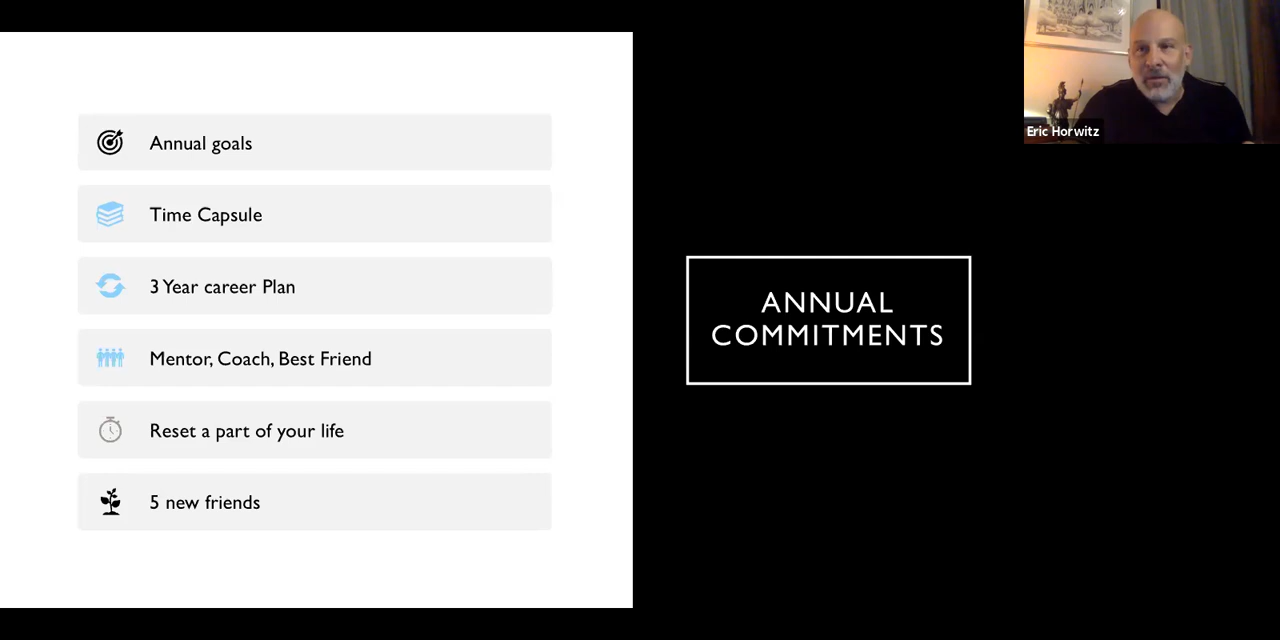 Annual goals
Time Capsule
3 Year career Plan
Mentor, Coach, Best Friend
Reset a part of your life
5 new friends
ANNUAL
COMMITMENTS
Eric Horwitz